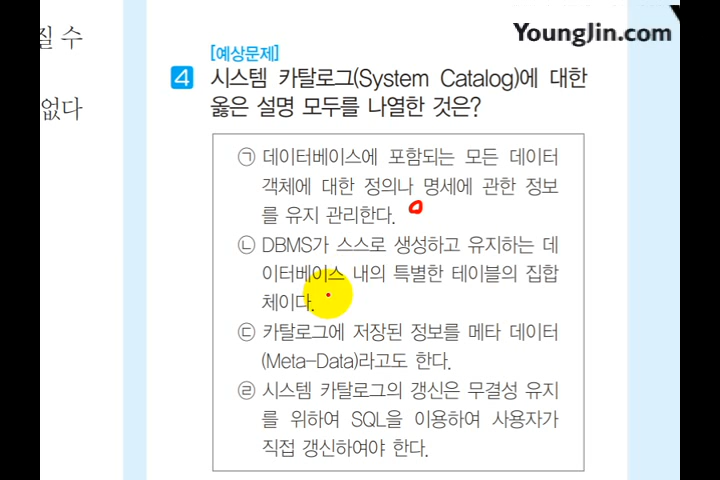 질 수
없다
YoungJin.com
[예상문제]
4 시스템 카탈로그(System Catalog)에 대한
옳은 설명 모두를 나열한 것은?
㉠ 데이터베이스에 포함되는 모든 데이터
객체에 대한 정의나 명세에 관한 정보
를 유지 관리한다.
㉡ DBMS가 스스로 생성하고 유지하는 데
이터베이스 내의 특별한 테이블의 집합
체이다.
㉢ 카탈로그에 저장된 정보를 메타 데이터
(Meta-Data)라고도 한다.
㉣ 시스템 카탈로그의 갱신은 무결성 유지
를 위하여 SQL을 이용하여 사용자가
직접 갱신하여야 한다.